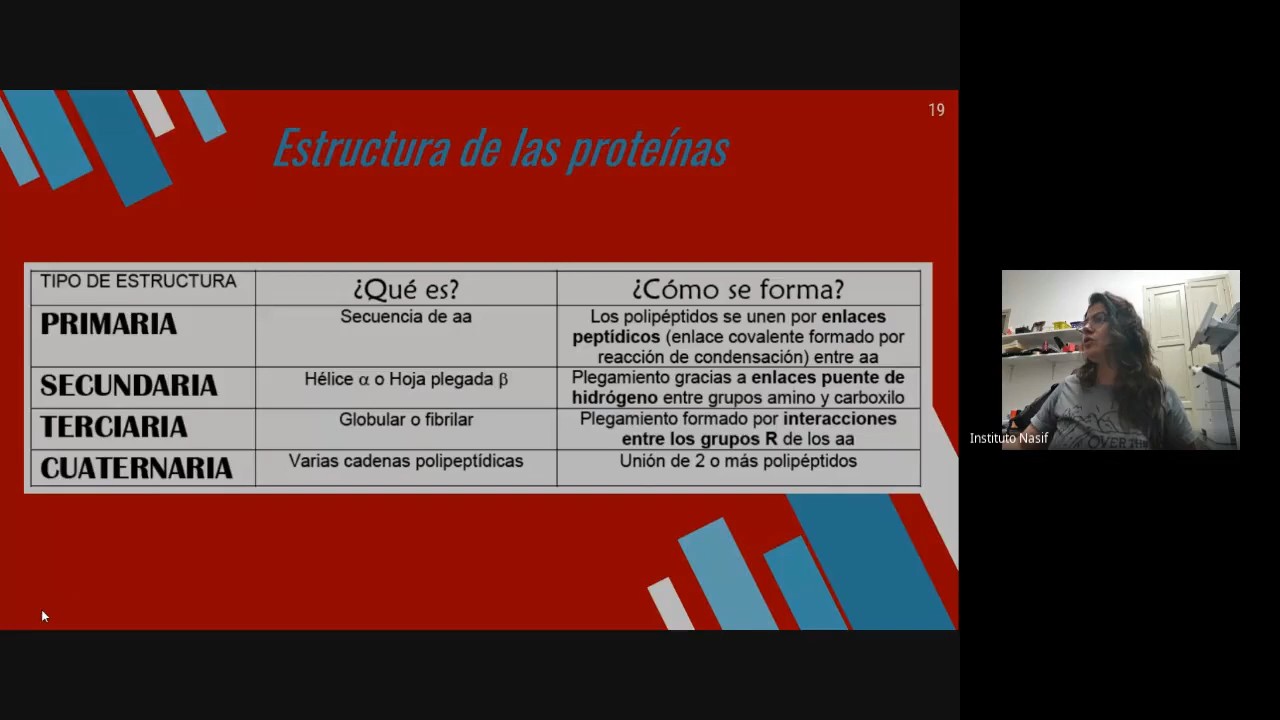 19
Estructura de las proteínas
TIPO DE ESTRUCTURA
¿Qué es?
¿Cómo se forma?
PRIMARIA
Secuencia de aa
Los polipéptidos se unen por enlaces
peptídicos (enlace covalente formado por
reacción de condensación) entre aa
SECUNDARIA
Hélice α o Hoja plegada β
Plegamiento gracias a enlaces puente de
hidrógeno entre grupos amino y carboxilo
TERCIARIA
Globular o fibrilar
Plegamiento formado por interacciones
entre los grupos R de los aa
CUATERNARIA
Varias cadenas polipeptídicas
Unión de 2 o más polipéptidos
Instituto Nasif